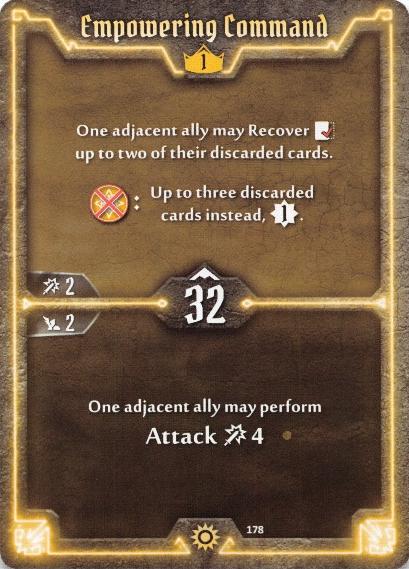 Empowering Command
1
One adjacent ally may Recover
up to two of their discarded cards.
: Up to three discarded
cards instead, 1.
2
32
2
One adjacent ally may perform
Attack 4
178